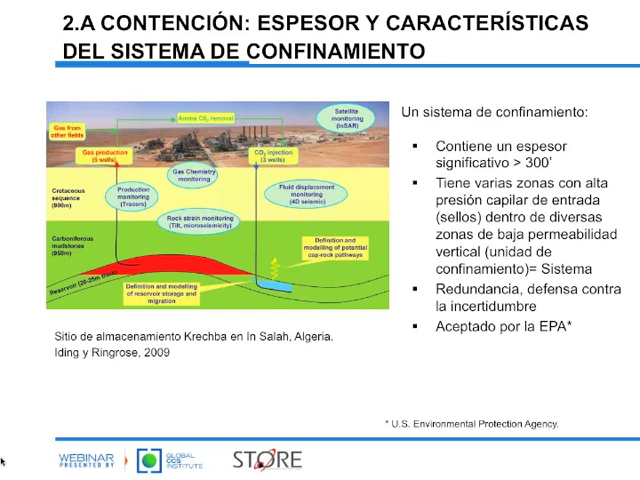 2.A CONTENCIÓN: ESPESOR Y CARACTERÍSTICAS
DEL SISTEMA DE CONFINAMIENTO
Gas from
other fields
Amine CO2 removal
Satellite
monitoring
(InSAR)
Gas production
(5 wells)
CO2 injection
(3 wells)
Gas Chemistry
monitoring
Cretaceous
sequence
(900m)
Production
monitoring
(Tracers)
Fluid displacement
monitoring
(4D seismic)
Rock strain monitoring
(Tilt, microseismicity)
Carboniferous
mudstones
(950m)
Definition and
modelling of potential
cap-rock pathways
Reservoir (20-25m thick)
Definition and modelling
of reservoir storage and
migration
Sitio de almacenamiento Krechba en In Salah, Algeria.
Iding y Ringrose, 2009
Un sistema de confinamiento:
▪ Contiene un espesor
significativo > 300'
▪ Tiene varias zonas con alta
presión capilar de entrada
(sellos) dentro de diversas
zonas de baja permeabilidad
vertical (unidad de
confinamiento)= Sistema
▪ Redundancia, defensa contra
la incertidumbre
▪ Aceptado por la EPA*
* U.S. Environmental Protection Agency.
WEBINAR
PRESENTED BY
GLOBAL
CCS
INSTITUTE
STORE